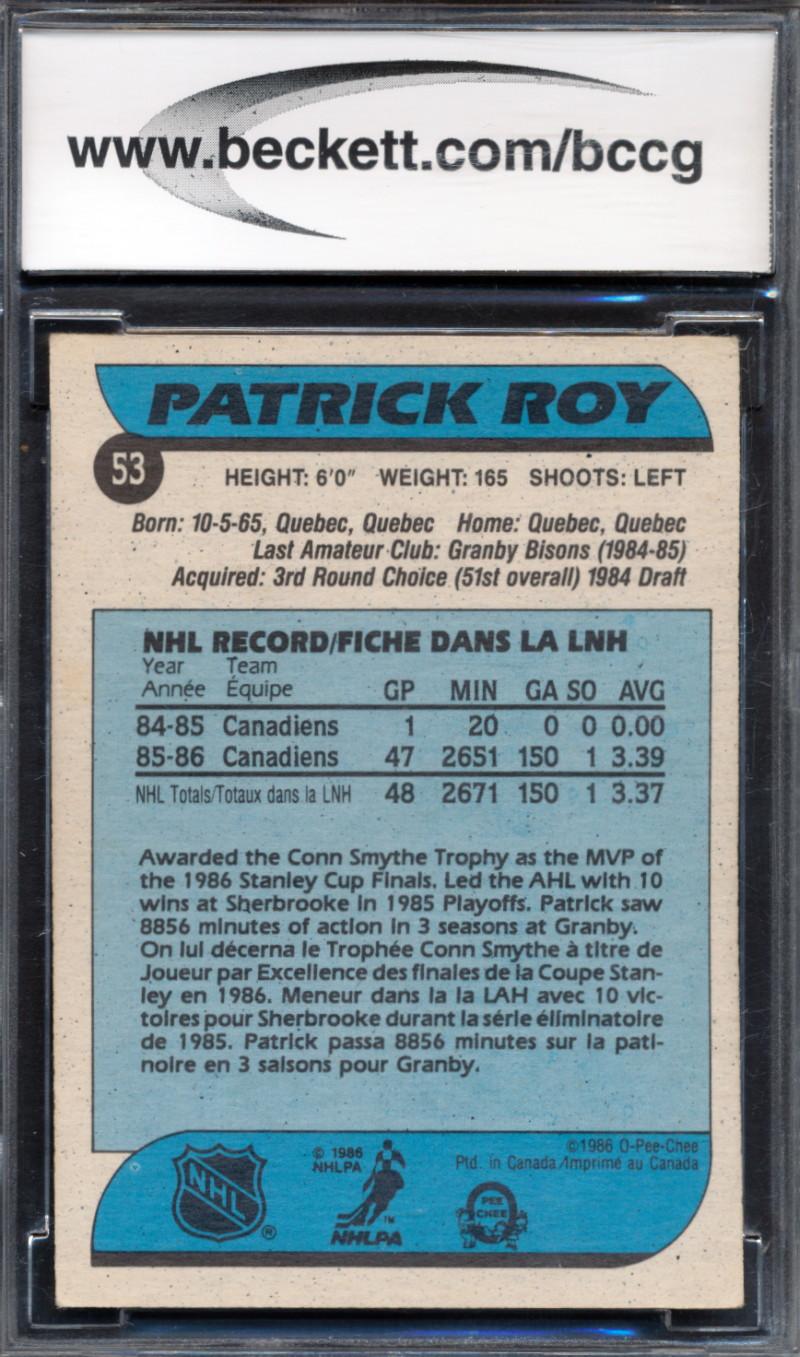 www.beckett.com/bccg
PATRICK ROY
53
HEIGHT: 6'0" WEIGHT: 165 SHOOTS: LEFT
Born: 10-5-65, Quebec, Quebec Home: Quebec, Quebec
Last Amateur Club: Granby Bisons (1984-85)
Acquired: 3rd Round Choice (51st overall) 1984 Draft
NHL RECORD/FICHE DANS LA LNH
Year Team
Année Équipe GP MIN GA SO AVG
84-85 Canadiens 1 20 0 0 0.00
85-86 Canadiens 47 2651 150 1 3.39
NHL Totals/Totaux dans la LNH 48 2671 150 1 3.37
Awarded the Conn Smythe Trophy as the MVP of
the 1986 Stanley Cup Finals. Led the AHL with 10
wins at Sherbrooke in 1985 Playoffs. Patrick saw
8856 minutes of action in 3 seasons at Granby.
On lui décerna le Trophée Conn Smythe à titre de
Joueur par Excellence des finales de la Coupe Stan-
ley en 1986. Meneur dans la la LAH avec 10 vic-
toires pour Sherbrooke durant la série éliminatoire
de 1985. Patrick passa 8856 minutes sur la pati-
noire en 3 saisons pour Granby.
NHL ®
© 1986
NHLPA
TM
NHLPA
©1986 O-Pee-Chee
Ptd. in Canada/Imprimé au Canada
PEE
CHEE